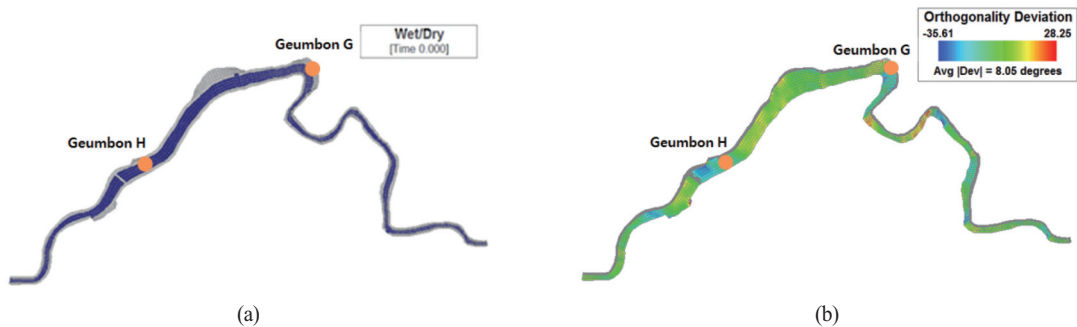 Wet/Dry
[Time 0.000]
Geumbon G
Geumbon H
(a)
Orthogonality Deviation
-35.61 28.25
Avg |Dev| = 8.05 degrees
Geumbon G
Geumbon H
(b)